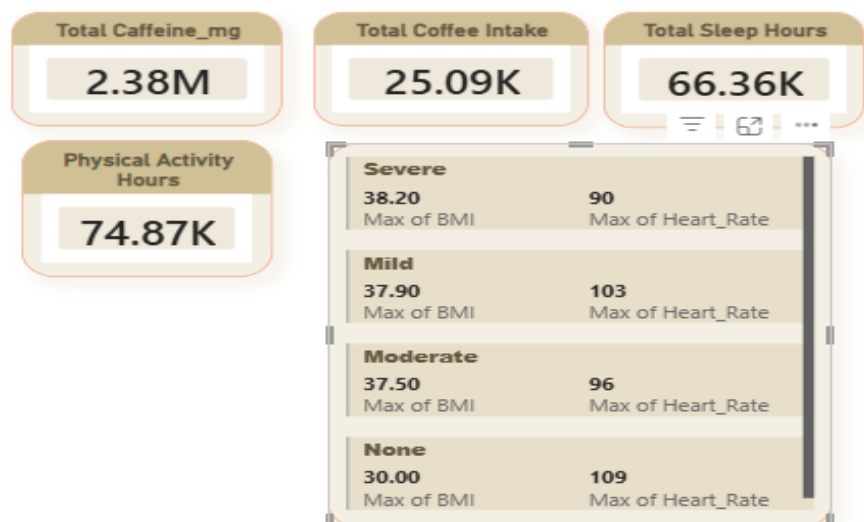 Total Caffeine_mg
2.38M
Total Coffee Intake
25.09K
Total Sleep Hours
66.36K
Physical Activity
Hours
74.87K
Severe
38.20 90
Max of BMI Max of Heart_Rate
Mild
37.90 103
Max of BMI Max of Heart_Rate
Moderate
37.50 96
Max of BMI Max of Heart_Rate
None
30.00 109
Max of BMI Max of Heart_Rate